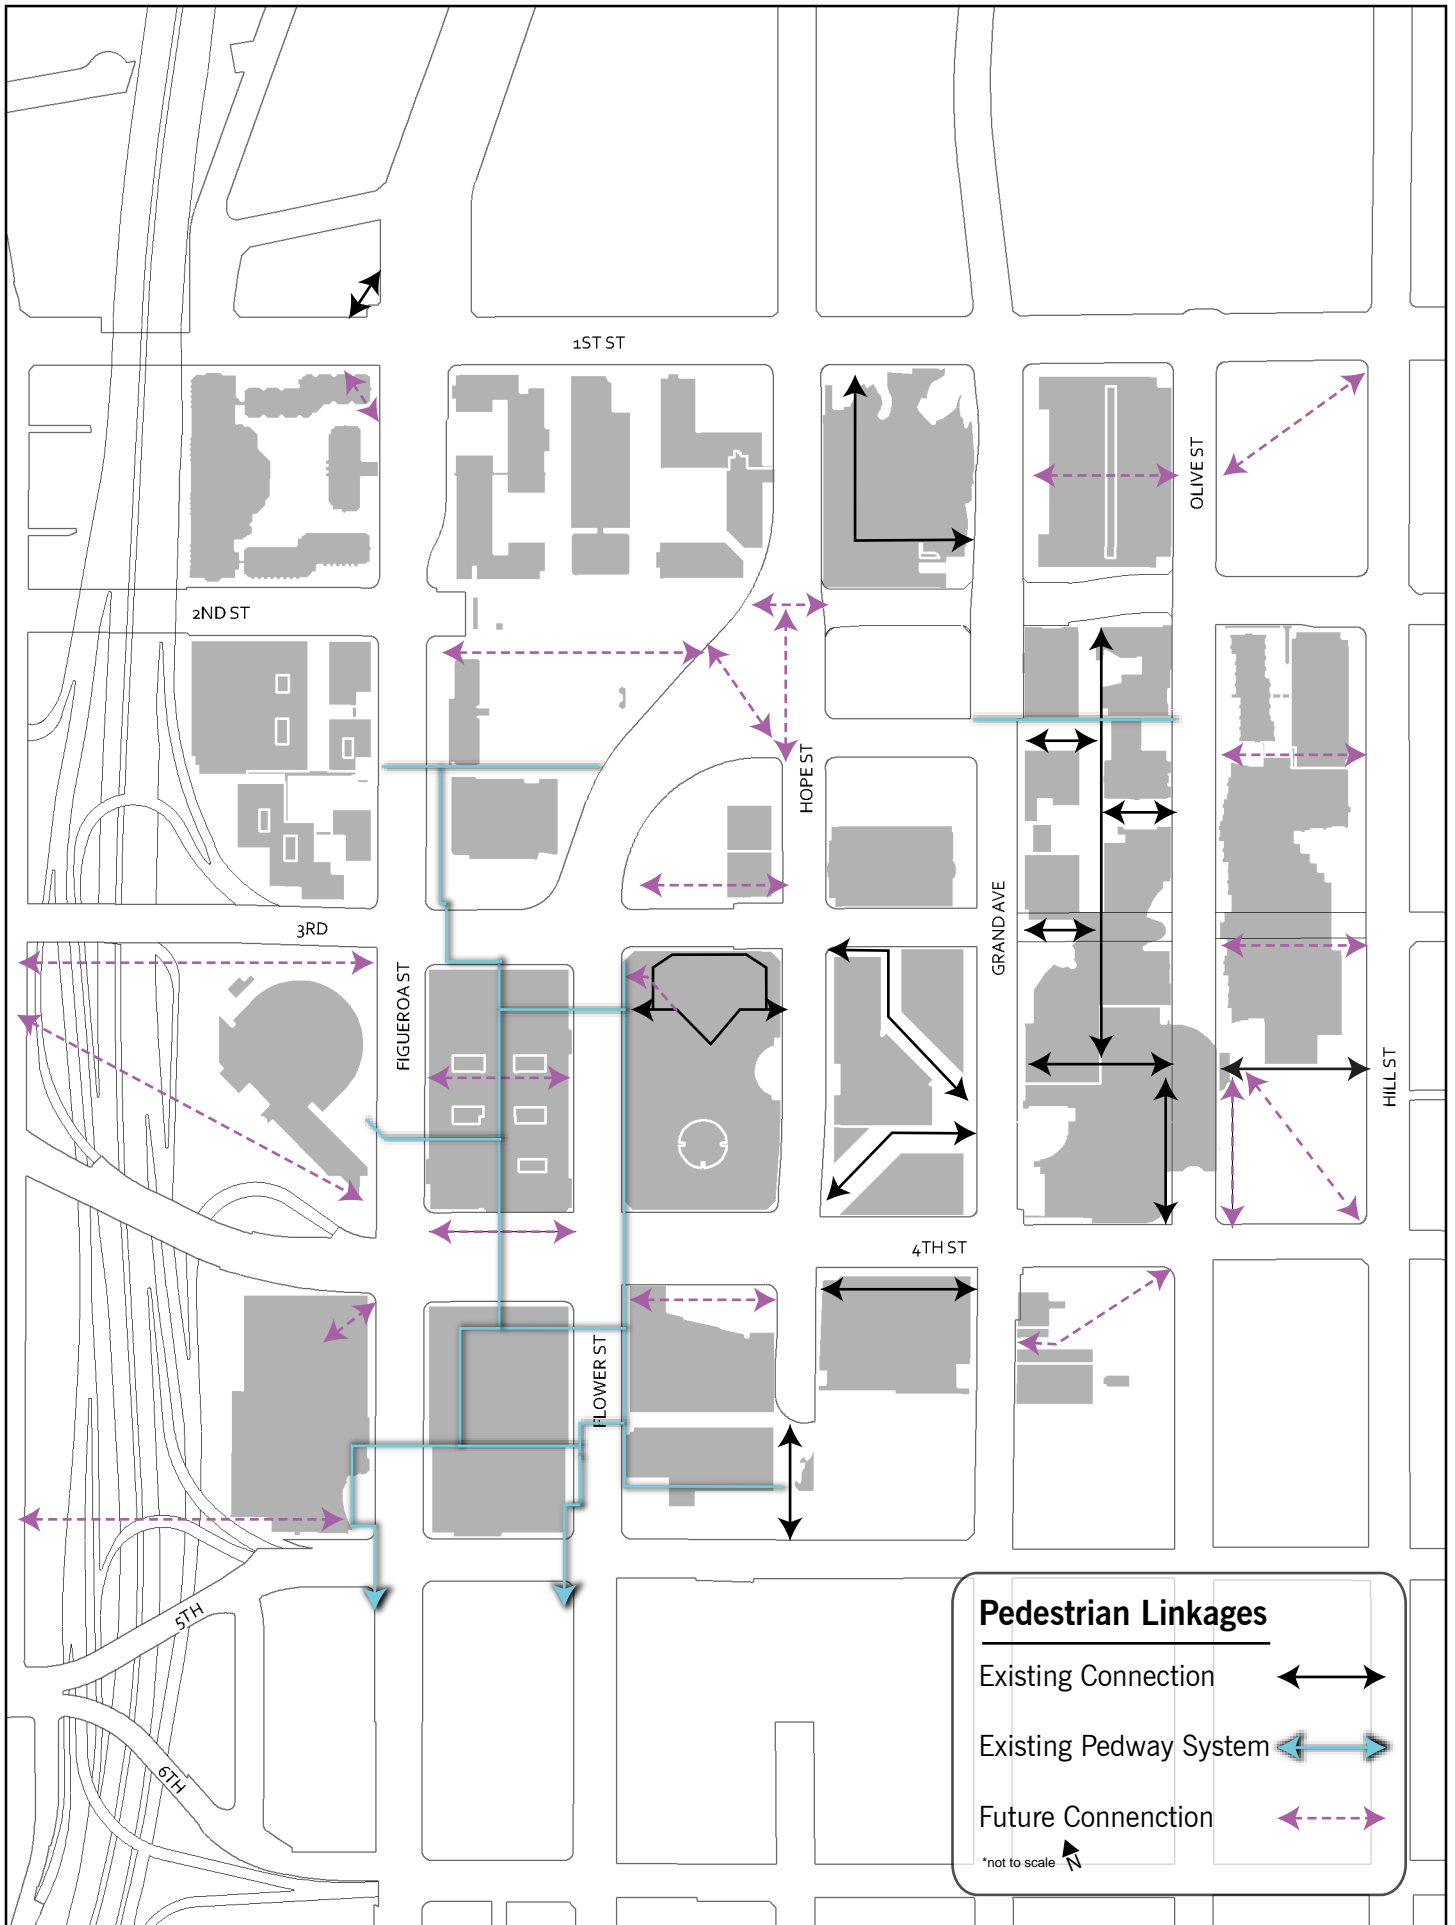 1ST ST
OLIVE ST
2ND ST
HOPE ST
GRAND AVE
3RD
FIGUEROA ST
HILL ST
4TH ST
FLOWER ST
5TH
6TH
Pedestrian Linkages
Existing Connection
Existing Pedway System
Future Connenction
*not to scale
N